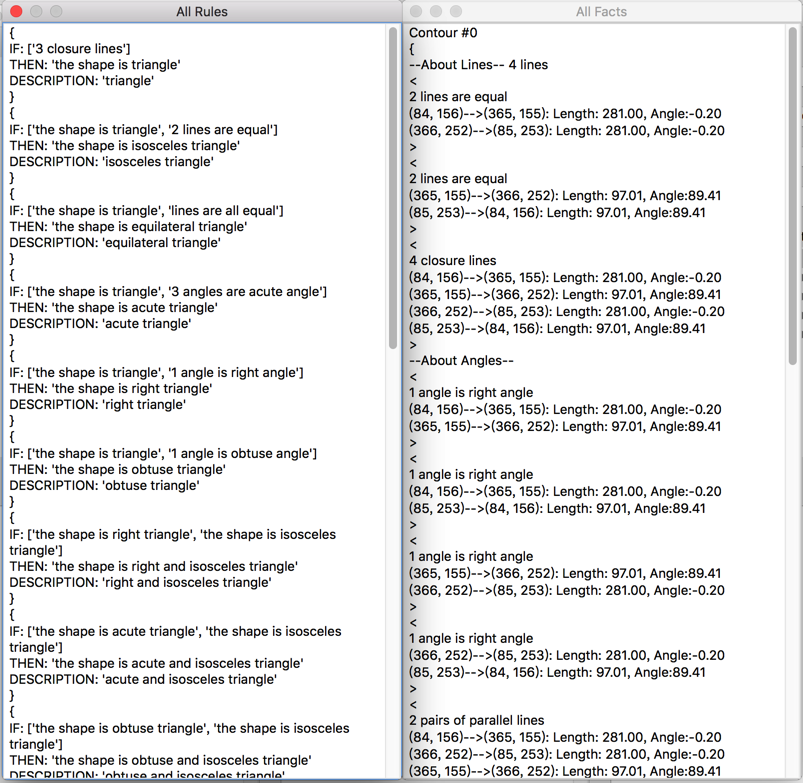 All Rules
{
IF: ['3 closure lines']
THEN: 'the shape is triangle'
DESCRIPTION: 'triangle'
}
{
IF: ['the shape is triangle', '2 lines are equal']
THEN: 'the shape is isosceles triangle'
DESCRIPTION: 'isosceles triangle'
}
{
IF: ['the shape is triangle', 'lines are all equal']
THEN: 'the shape is equilateral triangle'
DESCRIPTION: 'equilateral triangle'
}
{
IF: ['the shape is triangle', '3 angles are acute angle']
THEN: 'the shape is acute triangle'
DESCRIPTION: 'acute triangle'
}
{
IF: ['the shape is triangle', '1 angle is right angle']
THEN: 'the shape is right triangle'
DESCRIPTION: 'right triangle'
}
{
IF: ['the shape is triangle', '1 angle is obtuse angle']
THEN: 'the shape is obtuse triangle'
DESCRIPTION: 'obtuse triangle'
}
{
IF: ['the shape is right triangle', 'the shape is isosceles
triangle']
THEN: 'the shape is right and isosceles triangle'
DESCRIPTION: 'right and isosceles triangle'
}
{
IF: ['the shape is acute triangle', 'the shape is isosceles
triangle']
THEN: 'the shape is acute and isosceles triangle'
DESCRIPTION: 'acute and isosceles triangle'
}
{
IF: ['the shape is obtuse triangle', 'the shape is isosceles
triangle']
THEN: 'the shape is obtuse and isosceles triangle'
DESCRIPTION: 'obtuse and isosceles triangle'
All Facts
Contour #0
{
--About Lines-- 4 lines
<
2 lines are equal
(84, 156)-->(365, 155): Length: 281.00, Angle:-0.20
(366, 252)-->(85, 253): Length: 281.00, Angle:-0.20
>
<
2 lines are equal
(365, 155)-->(366, 252): Length: 97.01, Angle:89.41
(85, 253)-->(84, 156): Length: 97.01, Angle:89.41
>
<
4 closure lines
(84, 156)-->(365, 155): Length: 281.00, Angle:-0.20
(365, 155)-->(366, 252): Length: 97.01, Angle:89.41
(366, 252)-->(85, 253): Length: 281.00, Angle:-0.20
(85, 253)-->(84, 156): Length: 97.01, Angle:89.41
>
--About Angles--
<
1 angle is right angle
(84, 156)-->(365, 155): Length: 281.00, Angle:-0.20
(365, 155)-->(366, 252): Length: 97.01, Angle:89.41
>
<
1 angle is right angle
(84, 156)-->(365, 155): Length: 281.00, Angle:-0.20
(85, 253)-->(84, 156): Length: 97.01, Angle:89.41
>
<
1 angle is right angle
(365, 155)-->(366, 252): Length: 97.01, Angle:89.41
(366, 252)-->(85, 253): Length: 281.00, Angle:-0.20
>
<
1 angle is right angle
(366, 252)-->(85, 253): Length: 281.00, Angle:-0.20
(85, 253)-->(84, 156): Length: 97.01, Angle:89.41
>
<
2 pairs of parallel lines
(84, 156)-->(365, 155): Length: 281.00, Angle:-0.20
(366, 252)-->(85, 253): Length: 281.00, Angle:-0.20
(365, 155)-->(366, 252): Length: 97.01, Angle:89.41